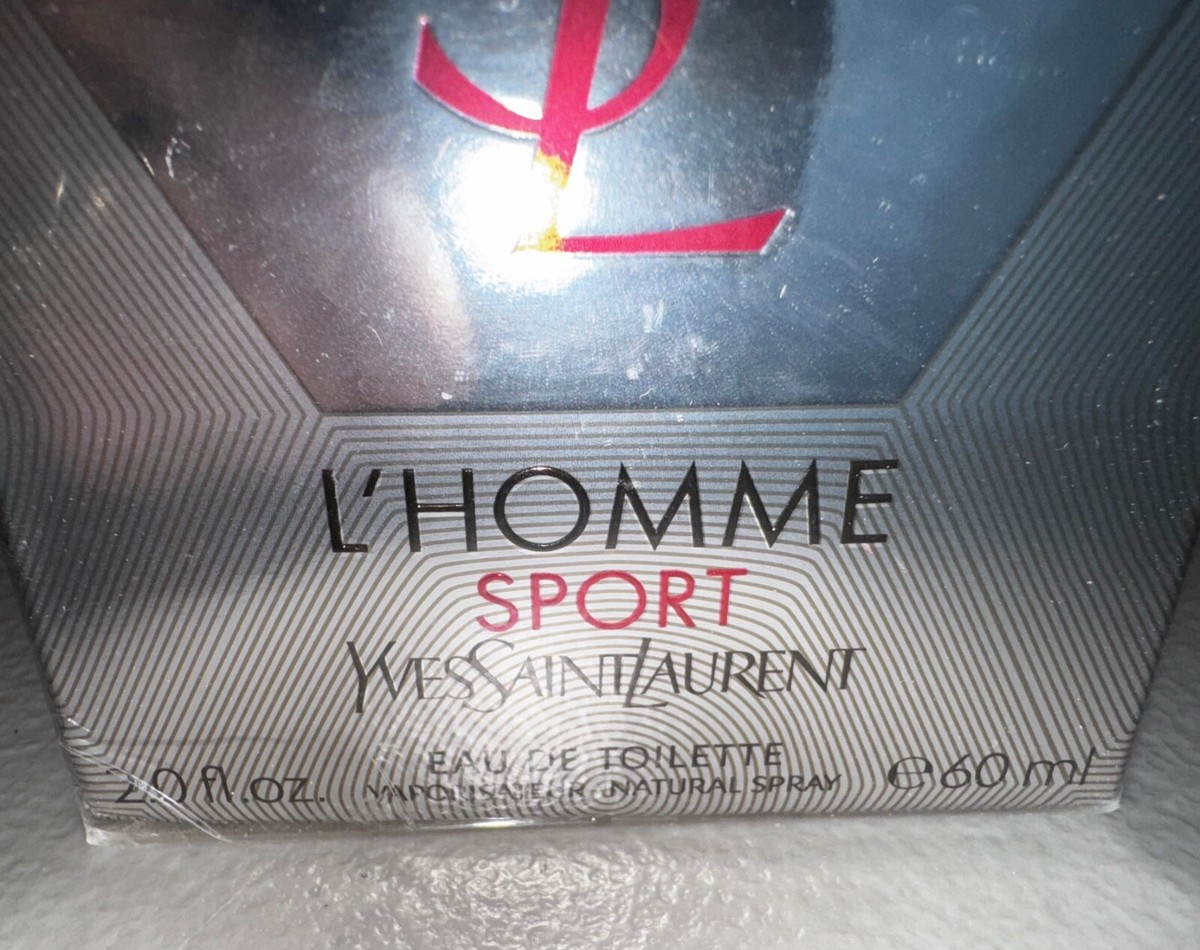 L'HOMME
SPORT
YVESSAINTLAURENT
EAU DE TOILETTE
2.0 fl.oz. VAPORISATEUR NATURAL SPRAY e60 ml